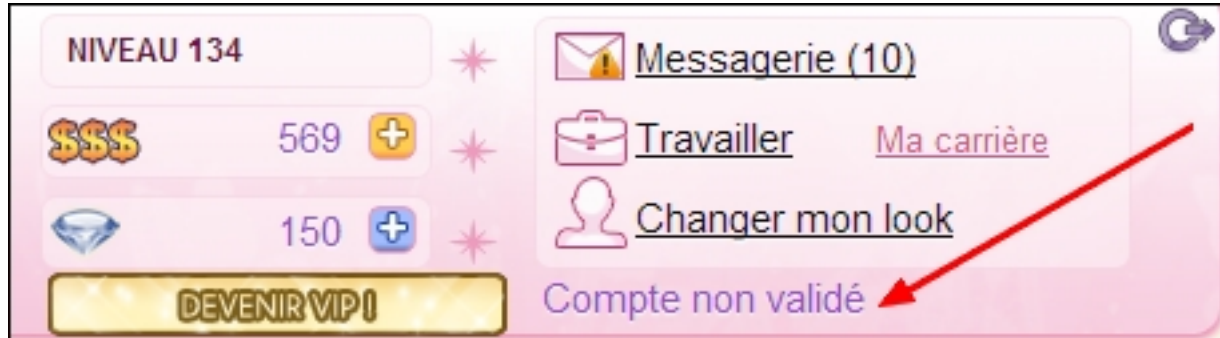 NIVEAU 134
$$$ 569
150
DEVENIR VIP !
Messagerie (10)
Travailler Ma carrière
Changer mon look
Compte non validé